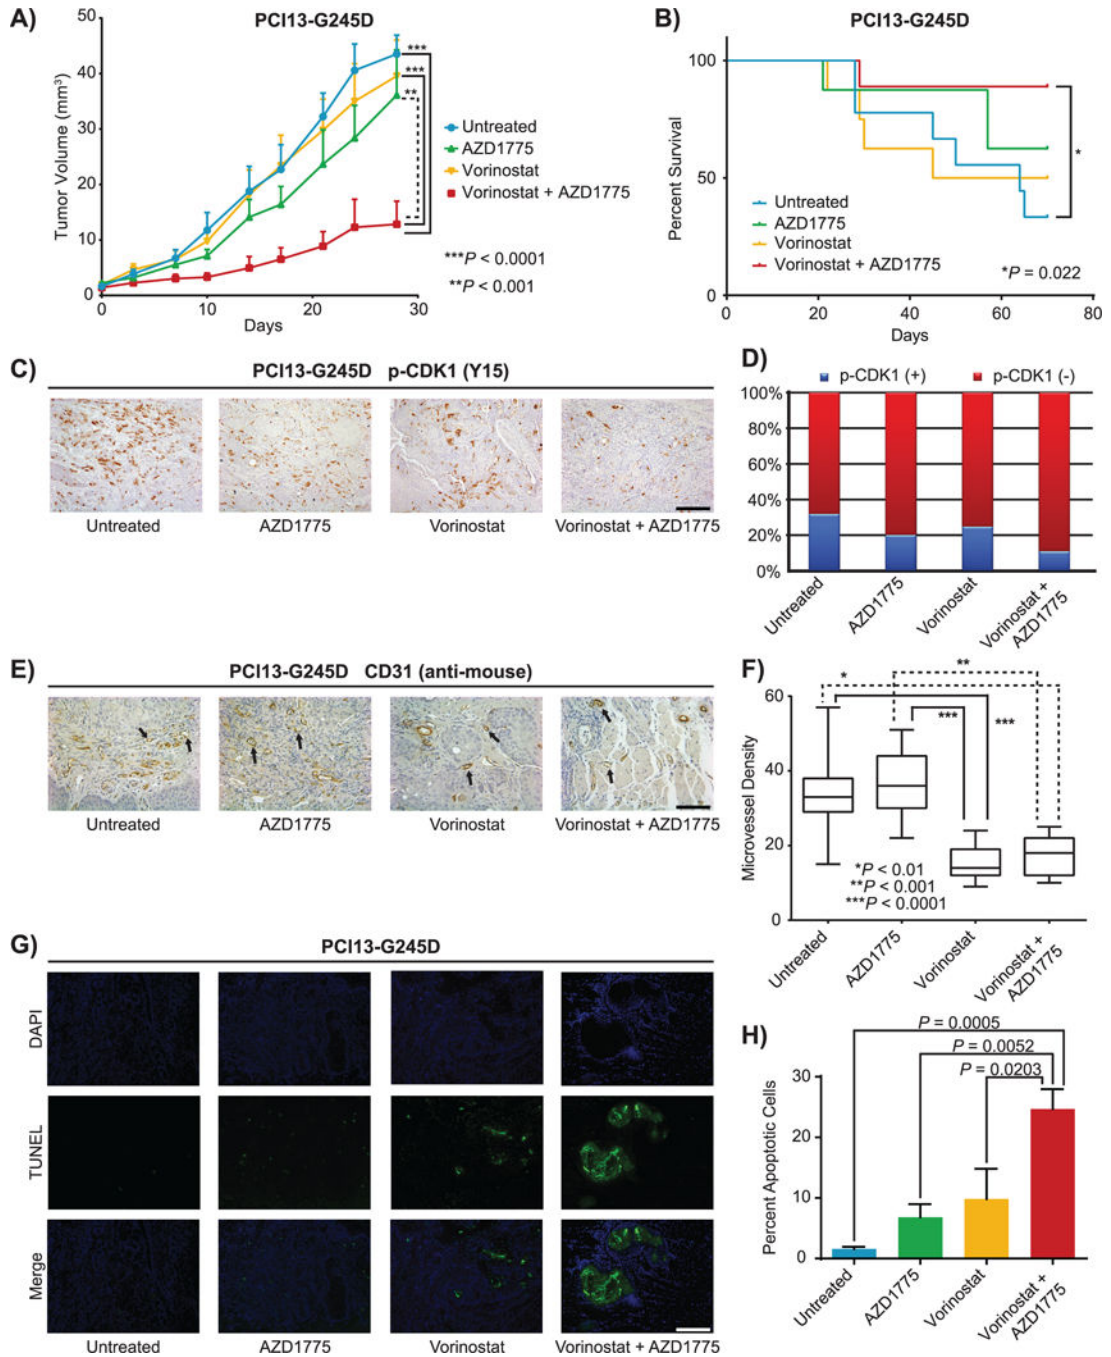 A)
PCI13-G245D
50
40
30
20
10
0
Tumor Volume (mm³)
0 10 20 30
Days
***
***
**
Untreated
AZD1775
Vorinostat
Vorinostat + AZD1775
***P < 0.0001
**P < 0.001
B)
PCI13-G245D
100
50
0
Percent Survival
0 20 40 60 80
Days
*
Untreated
AZD1775
Vorinostat
Vorinostat + AZD1775
*P = 0.022
C)
PCI13-G245D p-CDK1 (Y15)
Untreated AZD1775 Vorinostat Vorinostat + AZD1775
D)
p-CDK1 (+) p-CDK1 (-)
100%
80%
60%
40%
20%
0%
Untreated
AZD1775
Vorinostat
Vorinostat +
AZD1775
E)
PCI13-G245D CD31 (anti-mouse)
Untreated AZD1775 Vorinostat Vorinostat + AZD1775
F)
60
40
20
0
Microvessel Density
*
**
***
***
*P < 0.01
**P < 0.001
***P < 0.0001
Untreated
AZD1775
Vorinostat
Vorinostat +
AZD1775
G)
PCI13-G245D
DAPI
TUNEL
Merge
Untreated AZD1775 Vorinostat Vorinostat + AZD1775
H)
P = 0.0005
P = 0.0052
P = 0.0203
30
20
10
0
Percent Apoptotic Cells
Untreated
AZD1775
Vorinostat
Vorinostat +
AZD1775